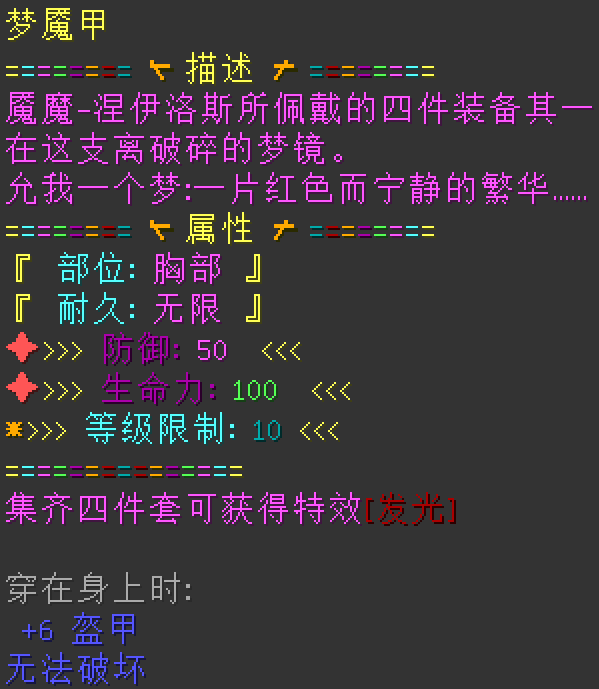 梦魇甲
======== ↸ 描述 ↗ ========
魇魔-涅伊洛斯所佩戴的四件装备其一
在这支离破碎的梦镜。
允我一个梦:一片红色而宁静的繁华……
======== 属性 ========
『 部位: 胸部 』
『 耐久: 无限 』
>>> 防御: 50 <<<
>>> 生命力: 100 <<<
>>> 等级限制: 10 <<<
===============
集齐四件套可获得特效[发光]
穿在身上时:
+6 盔甲
无法破坏